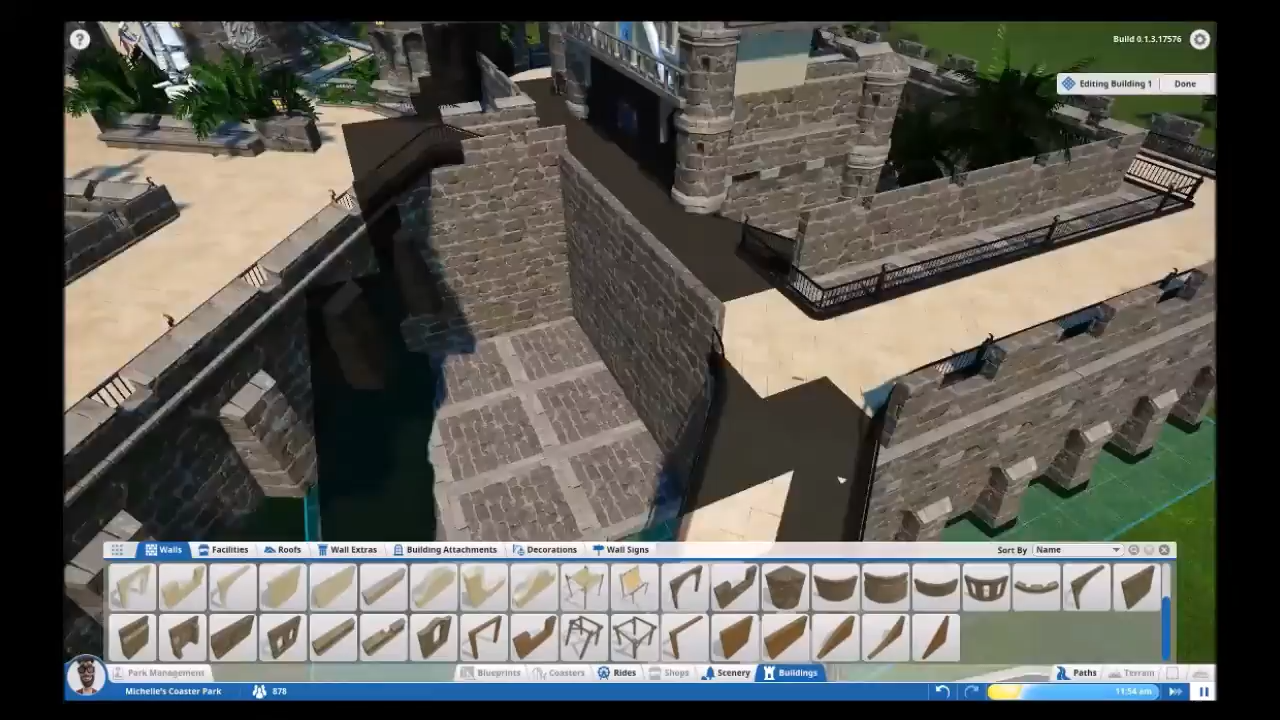 ?
Build 0.1.3.17576
Editing Building 1 Done
Walls Facilities Roofs Wall Extras Building Attachments Decorations Wall Signs Sort By Name
Park Management Blueprints Coasters Rides Shops Scenery Buildings Paths Terrain
Michelle's Coaster Park 878 11:54 am